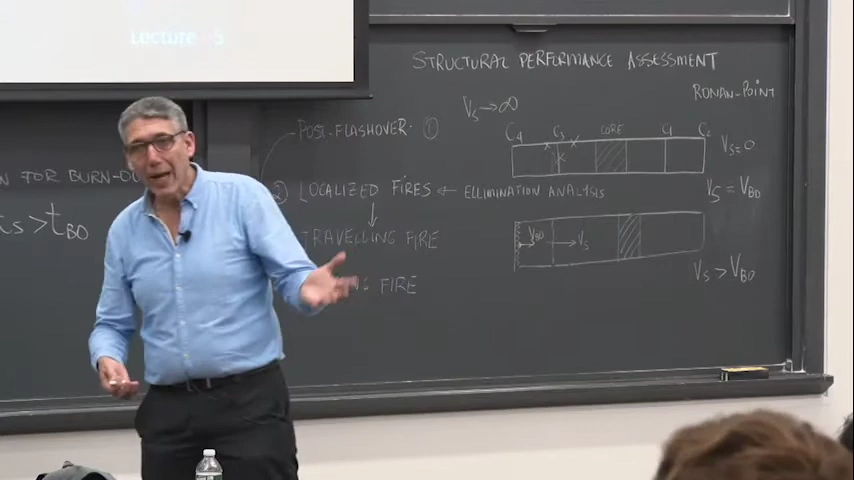 Lecture 5
STRUCTURAL PERFORMANCE ASSESSMENT
RONAN-POINT
VS→∞
POST-FLASHOVER. ①
C4 C3 CORE C1 C2
VS=0
N FOR BURN-OU
② LOCALIZED FIRES ← ELLIMINATION ANALYSIS
VS=VBO
tS>tBO
TRAVELLING FIRE
VBO → VS
VS>VBO
FIRE